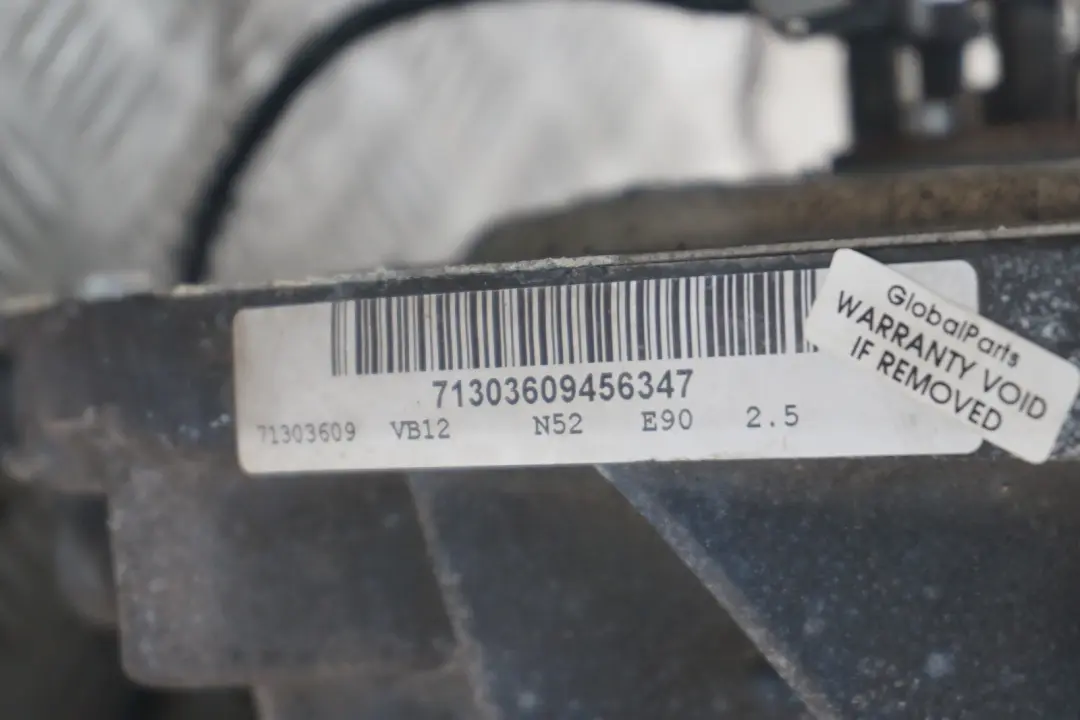 71303609456347
71303609 VB12 N52 E90 2.5
GlobalParts
WARRANTY VOID
IF REMOVED